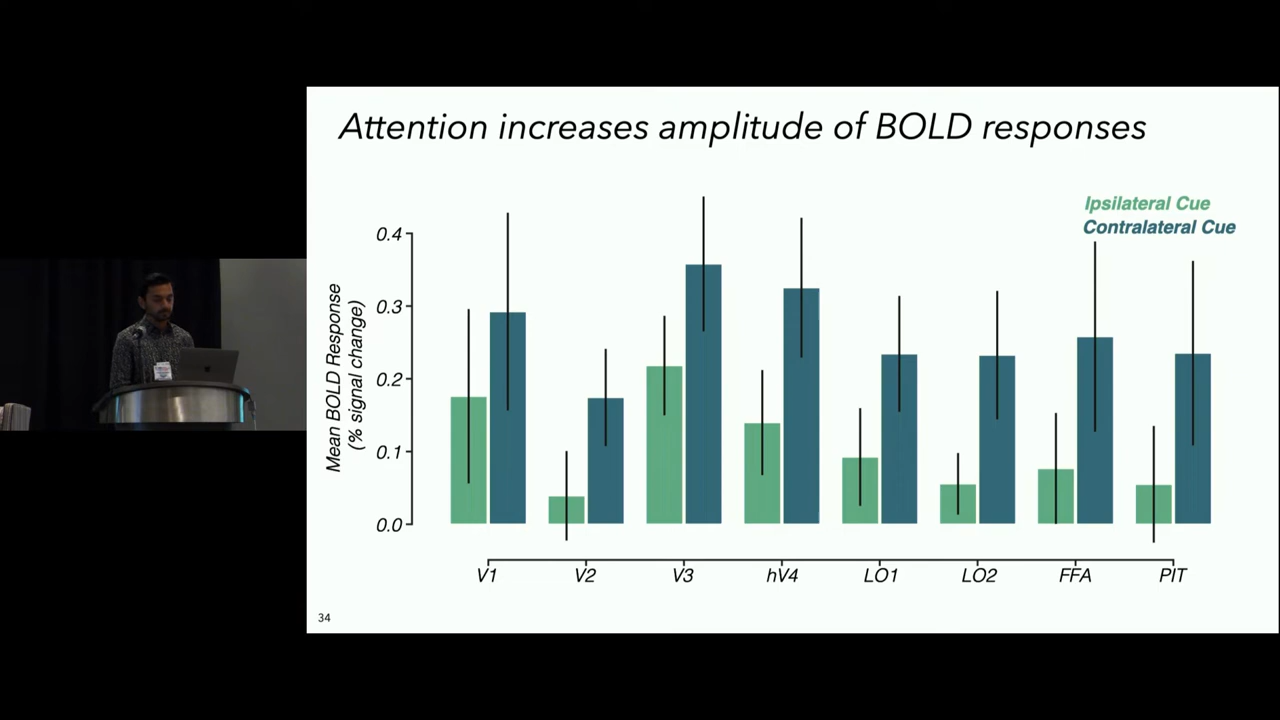 Attention increases amplitude of BOLD responses
Ipsilateral Cue
Contralateral Cue
Mean BOLD Response
(% signal change)
0.4
0.3
0.2
0.1
0.0
V1 V2 V3 hV4 LO1 LO2 FFA PIT
34